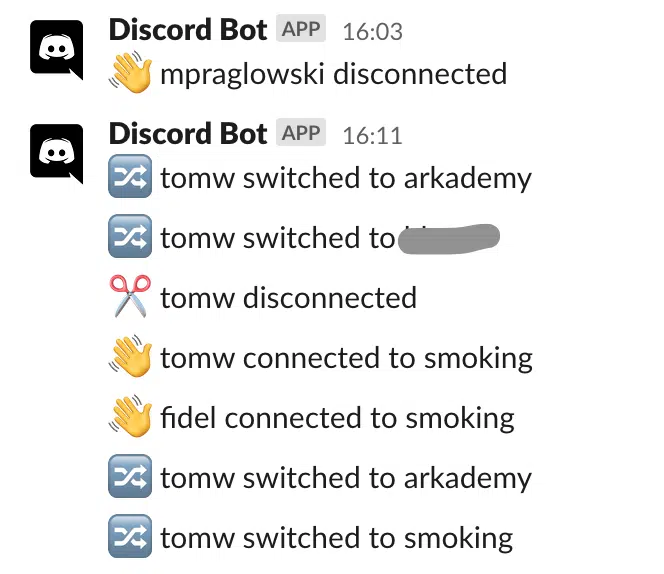 Discord Bot APP 16:03
👋 mpraglowski disconnected
Discord Bot APP 16:11
🔀 tomw switched to arkademy
🔀 tomw switched to
✂️ tomw disconnected
👋 tomw connected to smoking
👋 fidel connected to smoking
🔀 tomw switched to arkademy
🔀 tomw switched to smoking